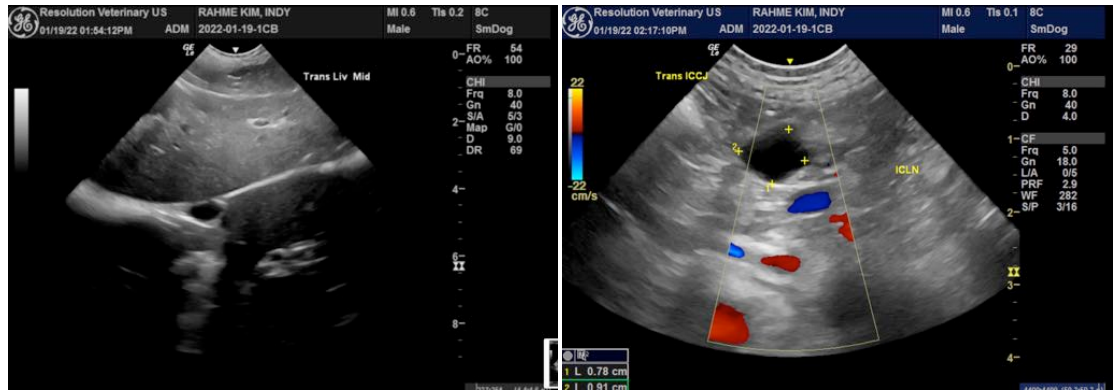 Resolution Veterinary US
RAHME KIM, INDY
MI 0.6 TIs 0.2 8C
01/19/22 01:54:12PM ADM 2022-01-19-1CB
Male SmDog
Trans Liv Mid
FR 54
AO% 100
CHI
Frq 8.0
Gn 40
S/A 5/3
Map G/0
D 9.0
DR 69
0
2
4
6
8
Resolution Veterinary US
RAHME KIM, INDY
MI 0.6 TIs 0.1 8C
01/19/22 02:17:10PM ADM 2022-01-19-1CB
Male SmDog
Trans ICCJ
22
-22
cm/s
ICLN
2
1
FR 29
AO% 100
CHI
Frq 8.0
Gn 40
D 4.0
CF
Frq 5.0
Gn 18.0
L/A 0/5
PRF 2.9
WF 282
S/P 3/16
0
1
2
3
4
1 L 0.78 cm
2 L 0.91 cm